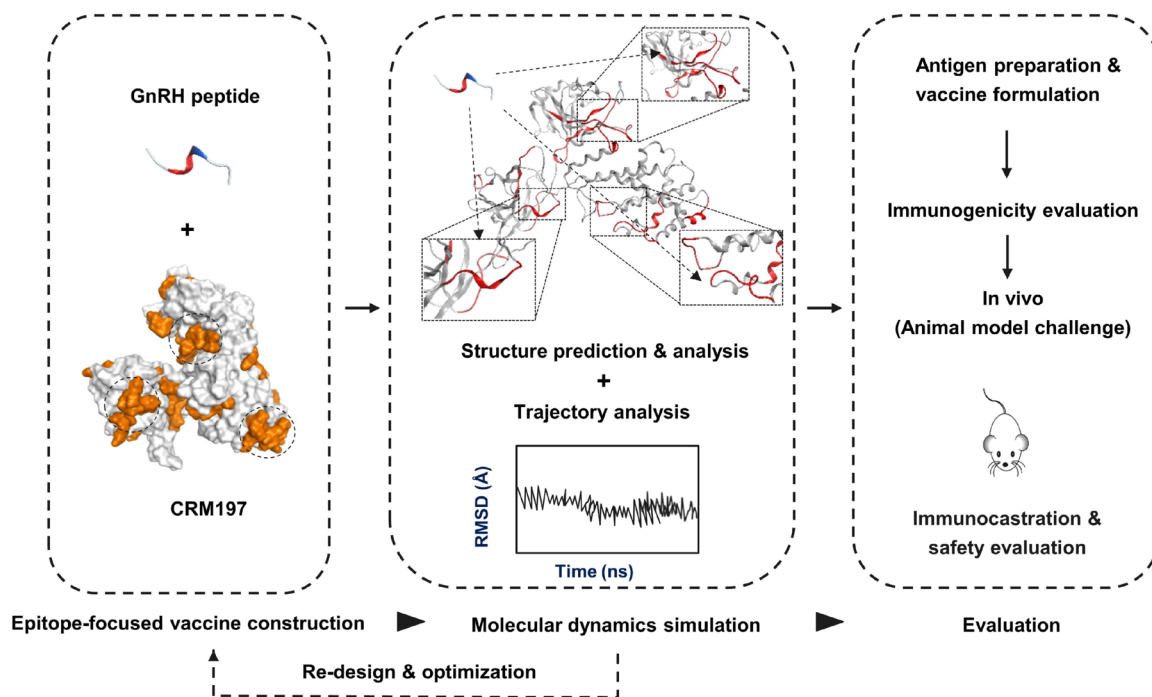 GnRH peptide
+
CRM197
Structure prediction & analysis
+
Trajectory analysis
RMSD (Å)
Time (ns)
Antigen preparation &
vaccine formulation
Immunogenicity evaluation
In vivo
(Animal model challenge)
Immunocastration &
safety evaluation
Epitope-focused vaccine construction
Molecular dynamics simulation
Evaluation
Re-design & optimization